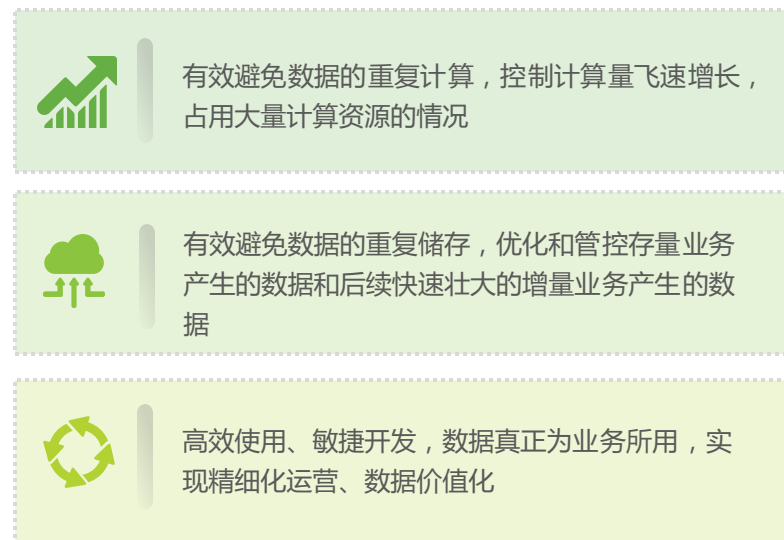 有效避免数据的重复计算，控制计算量飞速增长，
占用大量计算资源的情况
有效避免数据的重复储存，优化和管控存量业务
产生的数据和后续快速壮大的增量业务产生的数
据
高效使用、敏捷开发，数据真正为业务所用，实
现精细化运营、数据价值化